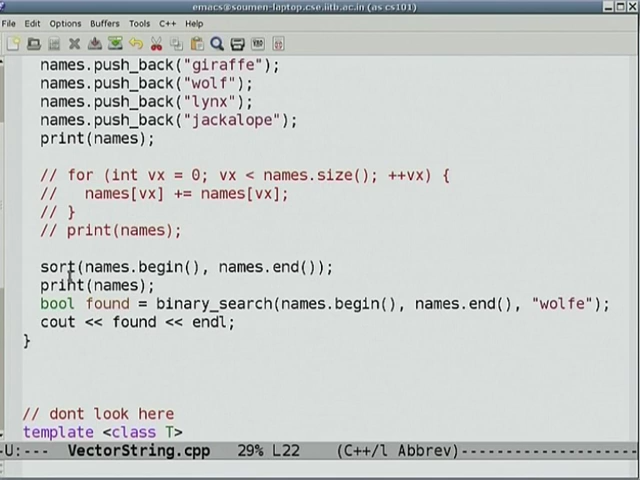 emacs@soumen-laptop.cse.iitb.ac.in (as cs101)
File Edit Options Buffers Tools C++ Help
names.push_back("giraffe");
names.push_back("wolf");
names.push_back("lynx");
names.push_back("jackalope");
print(names);
// for (int vx = 0; vx < names.size(); ++vx) {
//   names[vx] += names[vx];
// }
// print(names);
sort(names.begin(), names.end());
print(names);
bool found = binary_search(names.begin(), names.end(), "wolfe");
cout << found << endl;
}
// dont look here
template <class T>
-U:--- VectorString.cpp 29% L22 (C++/l Abbrev)--------------------